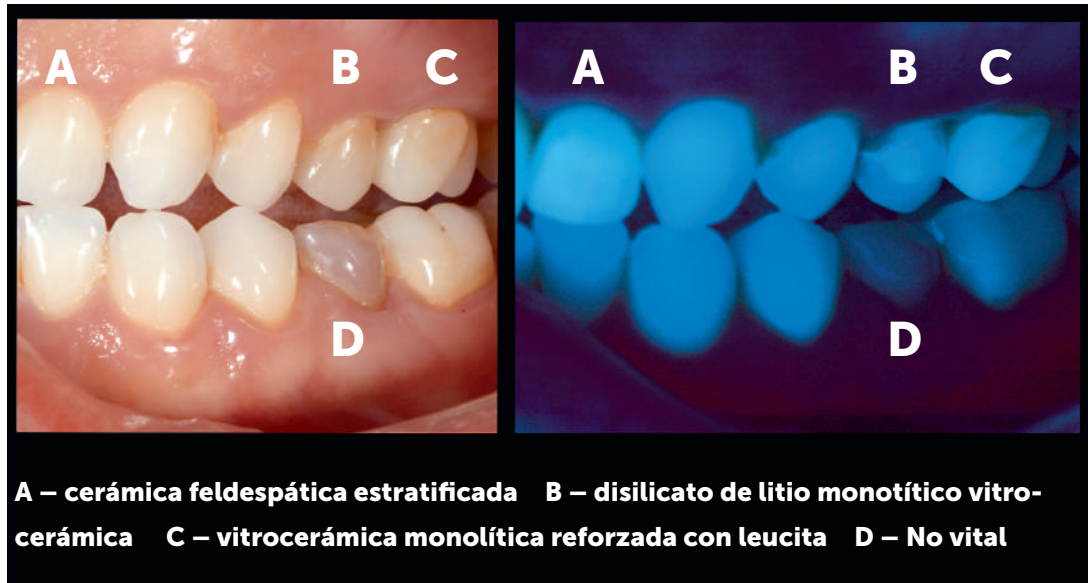 A B C A B C
D D
A – cerámica feldespática estratificada B – disilicato de litio monotítico vitro-
cerámica C – vitrocerámica monolítica reforzada con leucita D – No vital